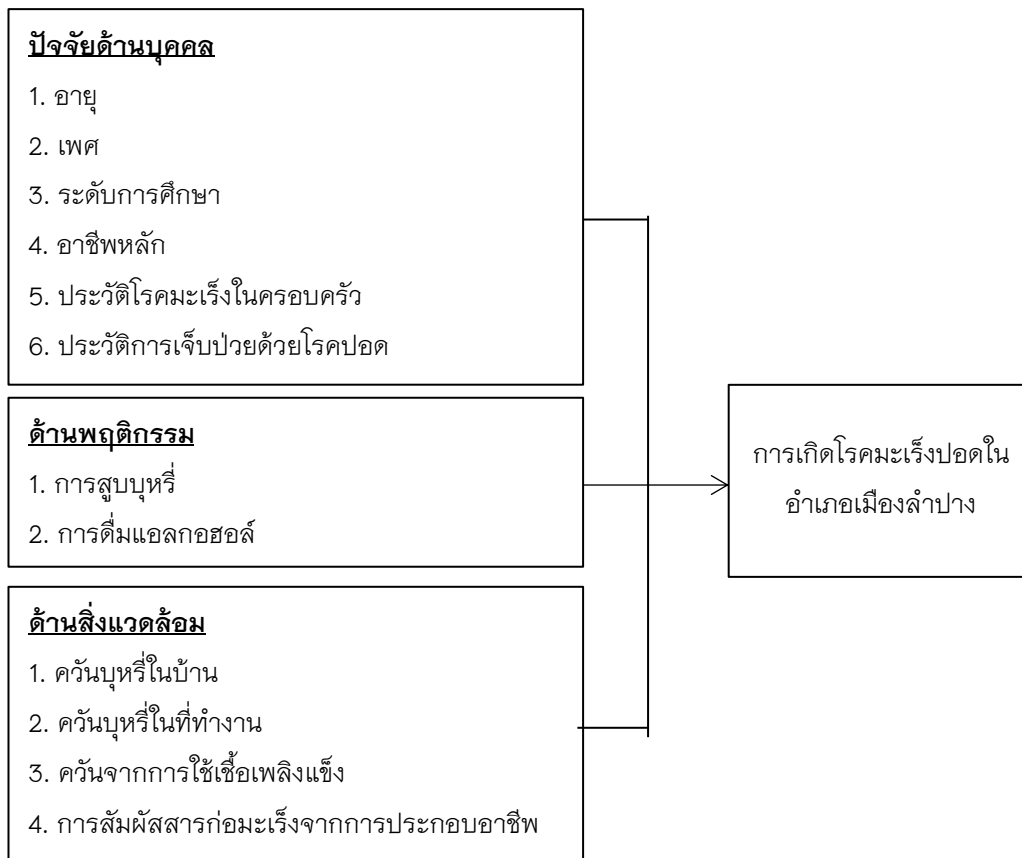 ปัจจัยด้านบุคคล
1. อายุ
2. เพศ
3. ระดับการศึกษา
4. อาชีพหลัก
5. ประวัติโรคมะเร็งในครอบครัว
6. ประวัติการเจ็บป่วยด้วยโรคปอด
ด้านพฤติกรรม
1. การสูบบุหรี่
2. การดื่มแอลกอฮอล์
ด้านสิ่งแวดล้อม
1. ควันบุหรี่ในบ้าน
2. ควันบุหรี่ในที่ทำงาน
3. ควันจากการใช้เชื้อเพลิงแข็ง
4. การสัมผัสสารก่อมะเร็งจากการประกอบอาชีพ
การเกิดโรคมะเร็งปอดใน
อำเภอเมืองลำปาง